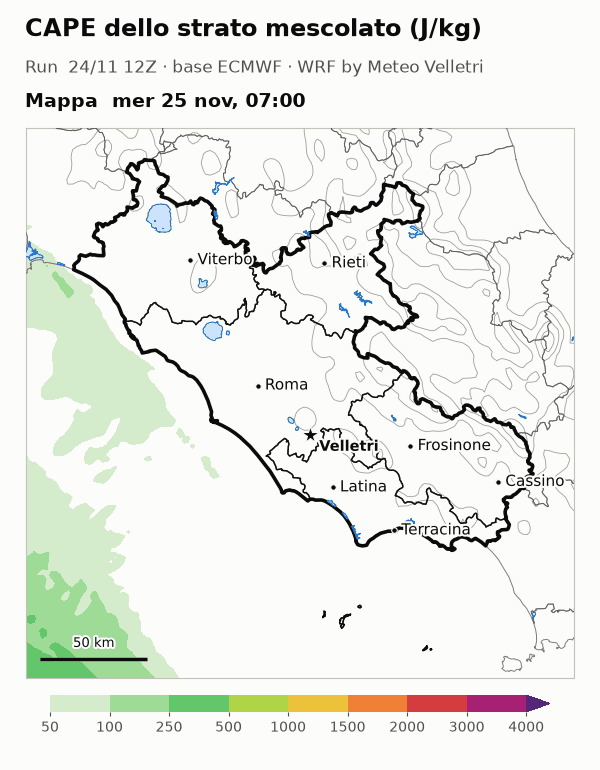 CAPE dello strato mescolato (J/kg)
Run  24/11 12Z · base ECMWF · WRF by Meteo Velletri
Mappa  mer 25 nov, 07:00
Viterbo
Rieti
Roma
Velletri
Frosinone
Latina
Cassino
Terracina
50 km
50 100 250 500 1000 1500 2000 3000 4000